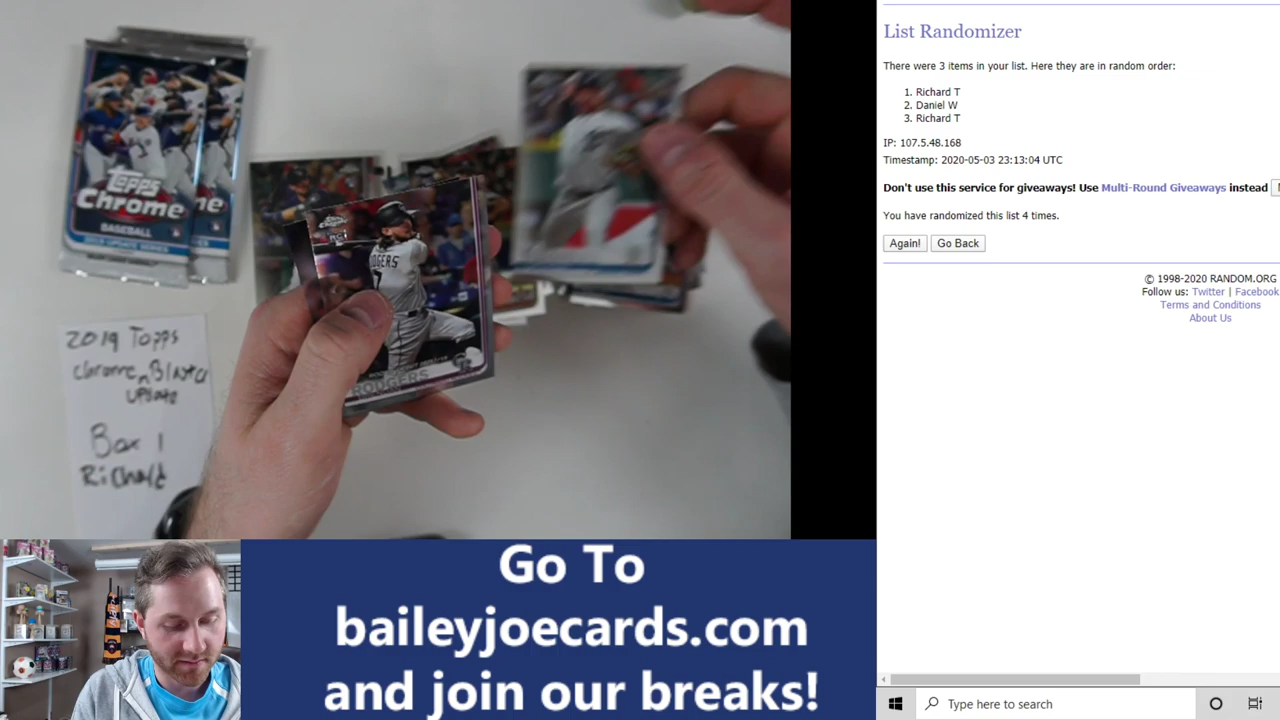 Topps
Chrome
BASEBALL
2019 UPDATE SERIES
ne
2019 Topps
Chrome Blaster
update
Box 1
Richard
RODGERS
Go To
baileyjoecards.com
and join our breaks!
List Randomizer
There were 3 items in your list. Here they are in random order:
1. Richard T
2. Daniel W
3. Richard T
IP: 107.5.48.168
Timestamp: 2020-05-03 23:13:04 UTC
Don't use this service for giveaways! Use Multi-Round Giveaways instead
You have randomized this list 4 times.
Again! Go Back
© 1998-2020 RANDOM.ORG
Follow us: Twitter | Facebook
Terms and Conditions
About Us
Type here to search